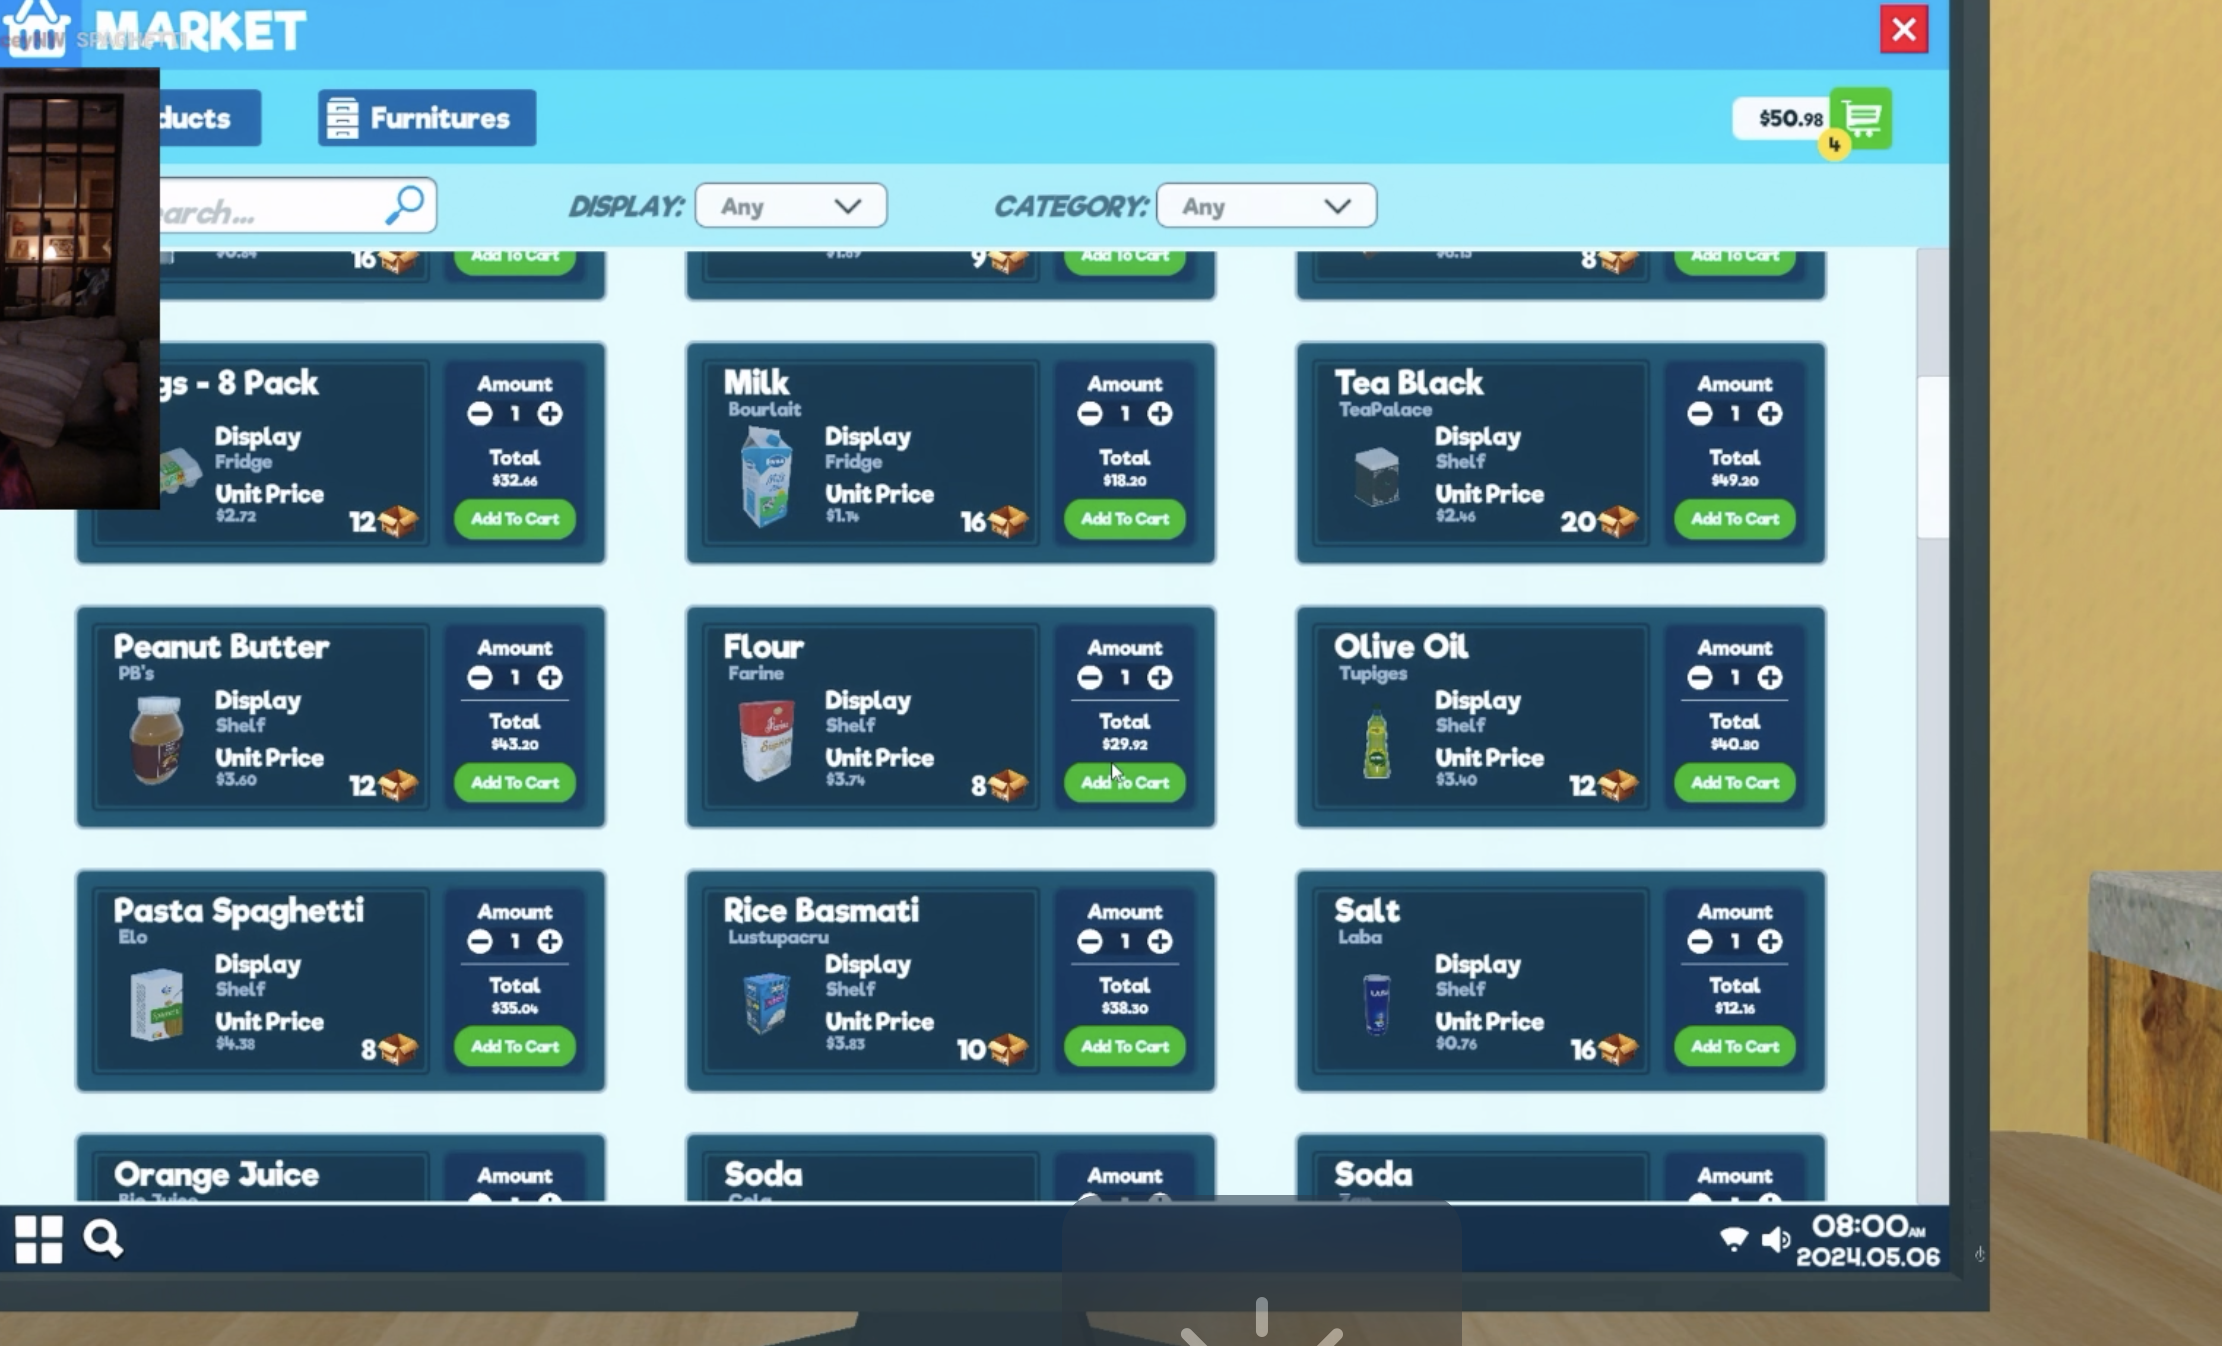 MARKET
SPAGHETTI
ducts
Furnitures
$50.98
4
arch...
DISPLAY: Any
CATEGORY: Any
$0.84 16 Add To Cart
9 Add To Cart
8 Add To Cart
gs - 8 Pack
Amount
1
Display
Fridge
Total
$32.66
Unit Price
$2.72
12
Add To Cart
Milk
Bourlait
Amount
1
Display
Fridge
Total
$18.20
Unit Price
$1.14
16
Add To Cart
Tea Black
TeaPalace
Amount
1
Display
Shelf
Total
$49.20
Unit Price
$2.46
20
Add To Cart
Peanut Butter
PB's
Amount
1
Display
Shelf
Total
$43.20
Unit Price
$3.60
12
Add To Cart
Flour
Farine
Amount
1
Display
Shelf
Total
$29.92
Unit Price
$3.74
8
Add To Cart
Olive Oil
Tupiges
Amount
1
Display
Shelf
Total
$40.80
Unit Price
$3.40
12
Add To Cart
Pasta Spaghetti
Elo
Amount
1
Display
Shelf
Total
$35.04
Unit Price
$4.38
8
Add To Cart
Rice Basmati
Lustupacru
Amount
1
Display
Shelf
Total
$38.30
Unit Price
$3.83
10
Add To Cart
Salt
Laba
Amount
1
Display
Shelf
Total
$12.16
Unit Price
$0.76
16
Add To Cart
Orange Juice
Amount
Soda
Amount
Soda
Amount
08:00AM
2024.05.06